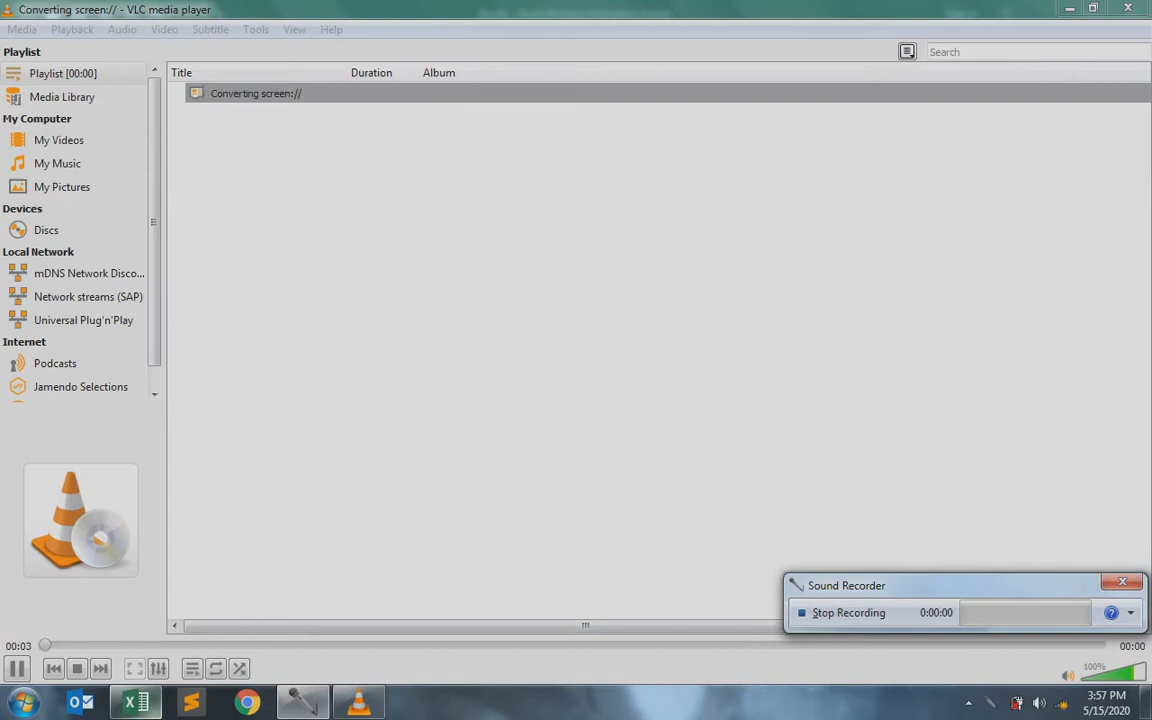 Converting screen:// - VLC media player
Media Playback Audio Video Subtitle Tools View Help
Playlist
Search
Playlist [00:00]
Title Duration Album
Converting screen://
Media Library
My Computer
My Videos
My Music
My Pictures
Devices
Discs
Local Network
mDNS Network Disco...
Network streams (SAP)
Universal Plug'n'Play
Internet
Podcasts
Jamendo Selections
Sound Recorder
Stop Recording 0:00:00
00:03
00:00
100%
3:57 PM
5/15/2020